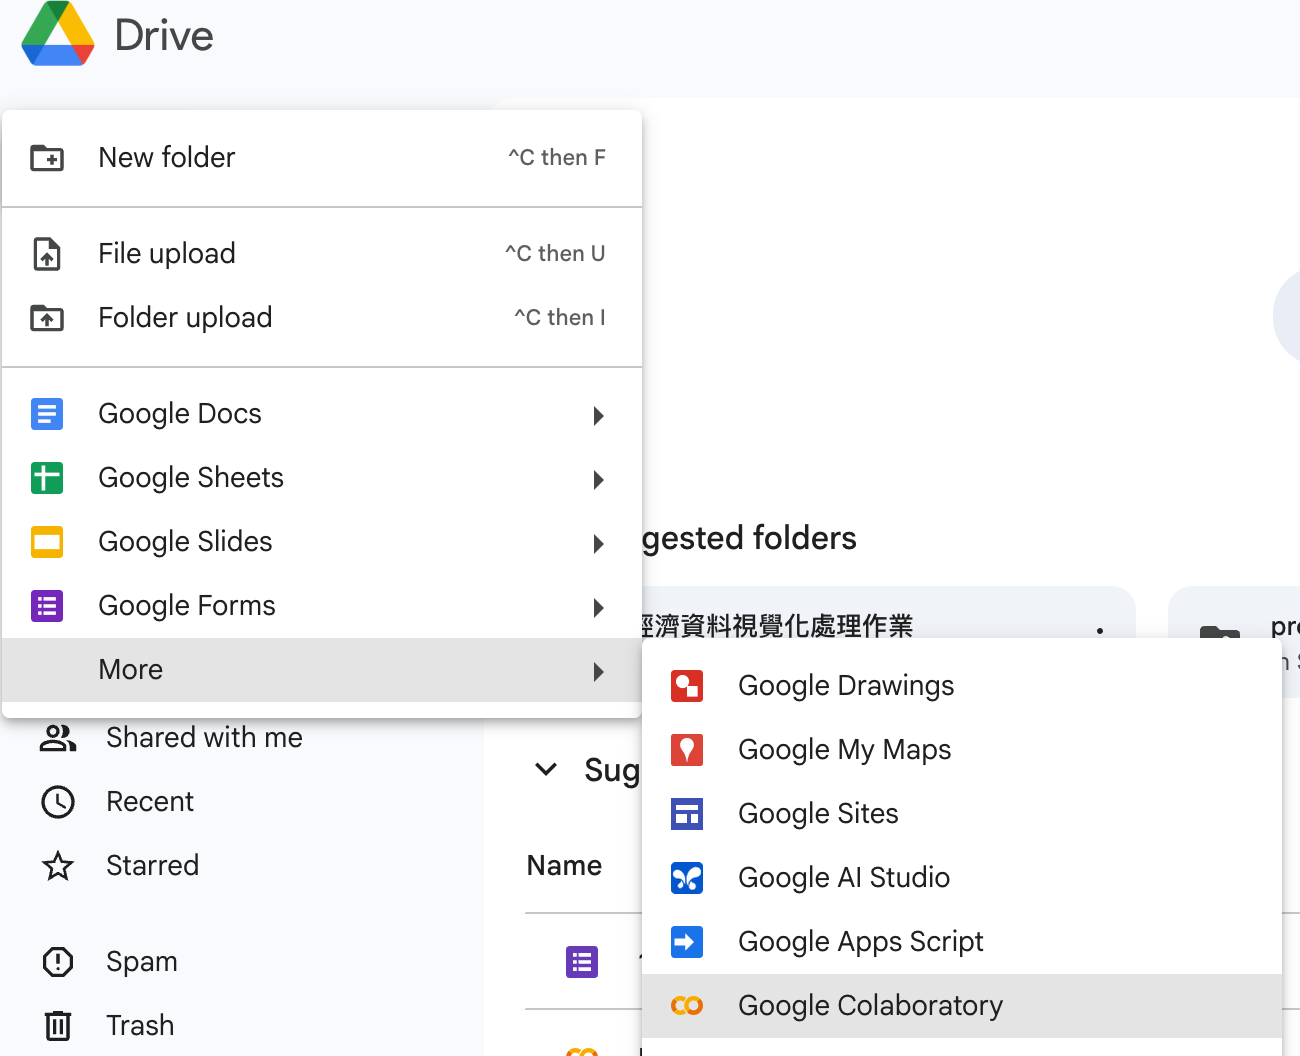 Drive
New folder ^C then F
File upload ^C then U
Folder upload ^C then I
Google Docs
Google Sheets
Google Slides
Google Forms
More
gested folders
經濟資料視覺化處理作業
Google Drawings
Google My Maps
Google Sites
Google AI Studio
Google Apps Script
Google Colaboratory
Shared with me
Recent
Starred
Spam
Trash
Sug
Name